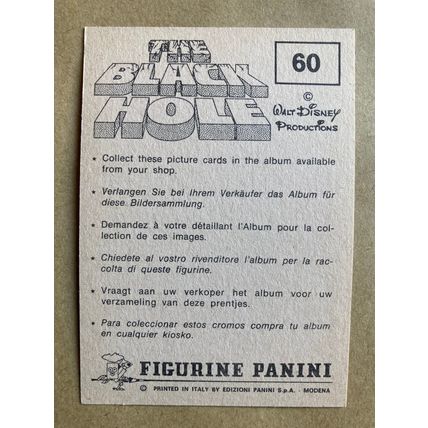 THE
BLACK
HOLE
60
©
WALT DISNEY
PRODUCTIONS
* Collect these picture cards in the album available
from your shop.
* Verlangen Sie bei Ihrem Verkäufer das Album für
diese Bildersammlung.
* Demandez à votre détaillant l'Album pour la col-
lection de ces images.
* Chiedete al vostro rivenditore l'album per la rac-
colta di queste figurine.
* Vraagt aan uw verkoper het album voor uw
verzameling van deze prentjes.
* Para coleccionar estos cromos compra tu album
en cualquier kiosko.
FIGURINE PANINI
© PRINTED IN ITALY BY EDIZIONI PANINI S.p.A. - MODENA